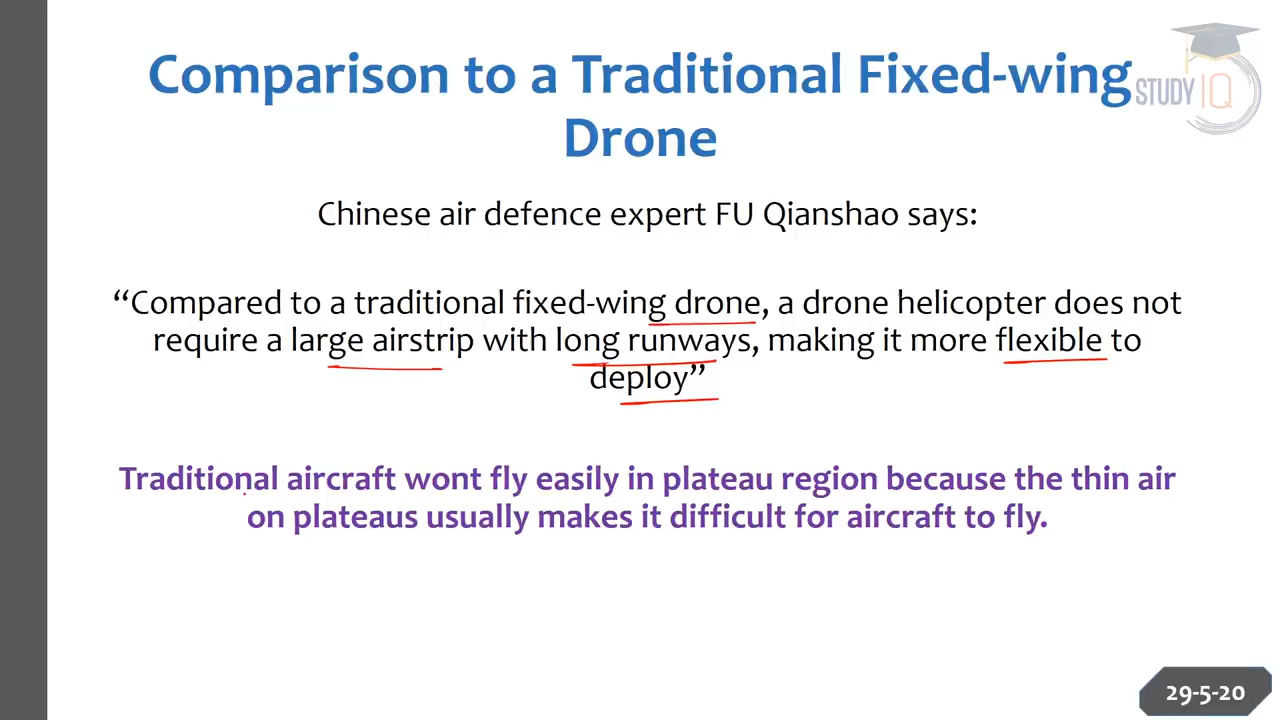 Comparison to a Traditional Fixed-wing
Drone
STUDY IQ
Chinese air defence expert FU Qianshao says:
“Compared to a traditional fixed-wing drone, a drone helicopter does not
require a large airstrip with long runways, making it more flexible to
deploy”
Traditional aircraft wont fly easily in plateau region because the thin air
on plateaus usually makes it difficult for aircraft to fly.
29-5-20